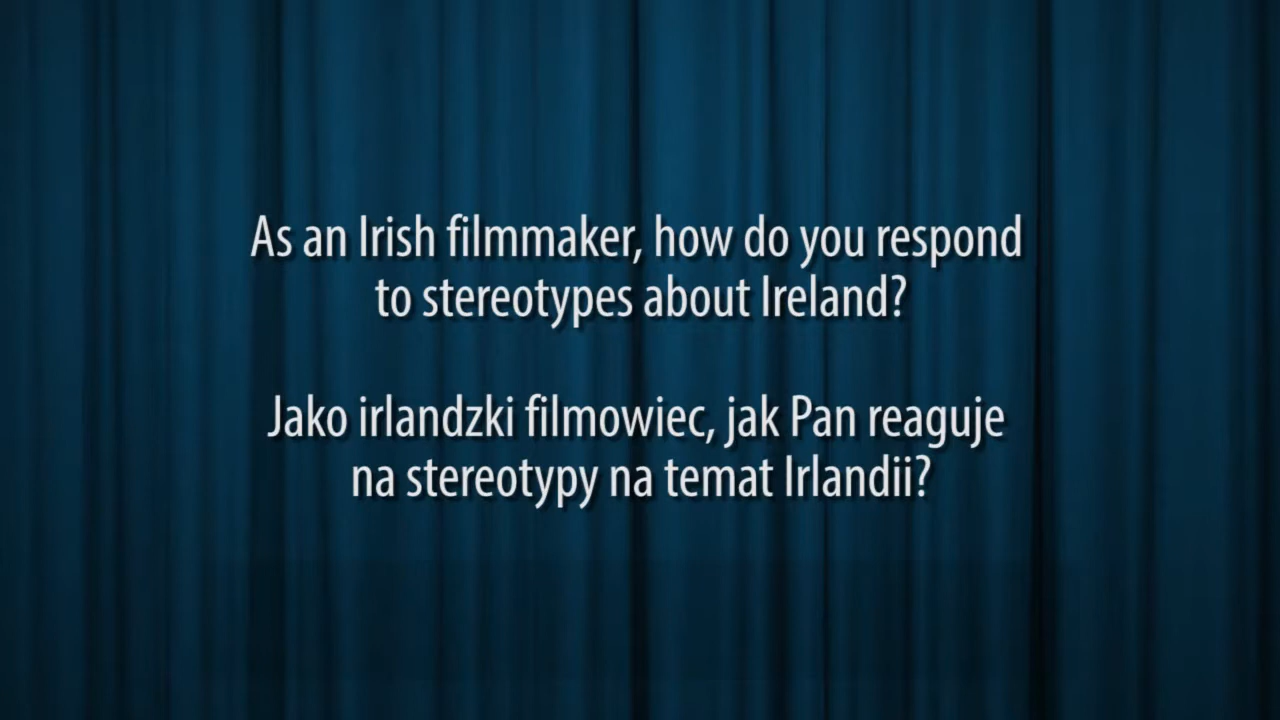 As an Irish filmmaker, how do you respond
to stereotypes about Ireland?
Jako irlandzki filmowiec, jak Pan reaguje
na stereotypy na temat Irlandii?